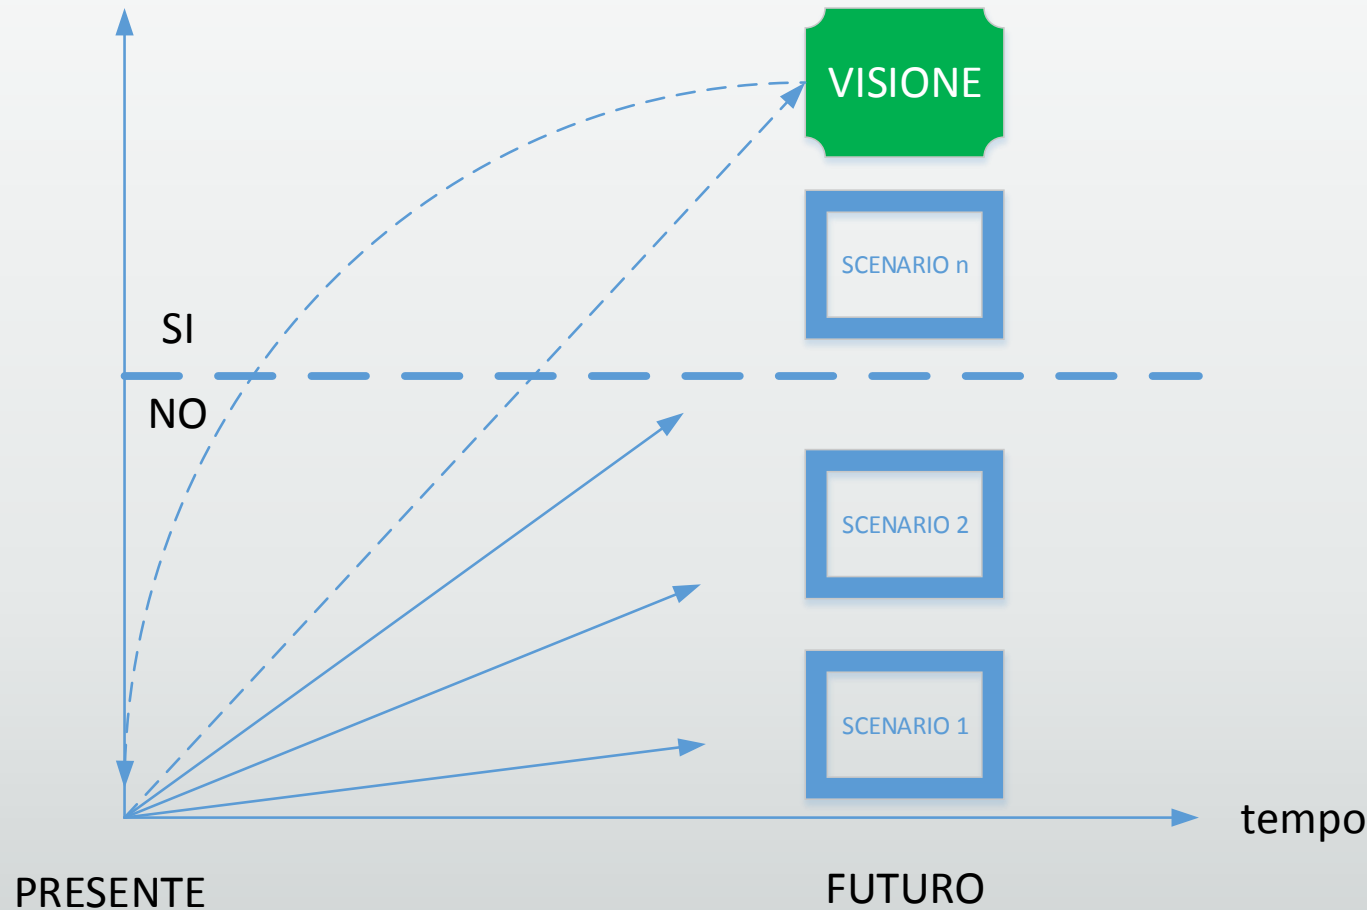 VISIONE
SCENARIO n
SI
NO
SCENARIO 2
SCENARIO 1
tempo
PRESENTE
FUTURO